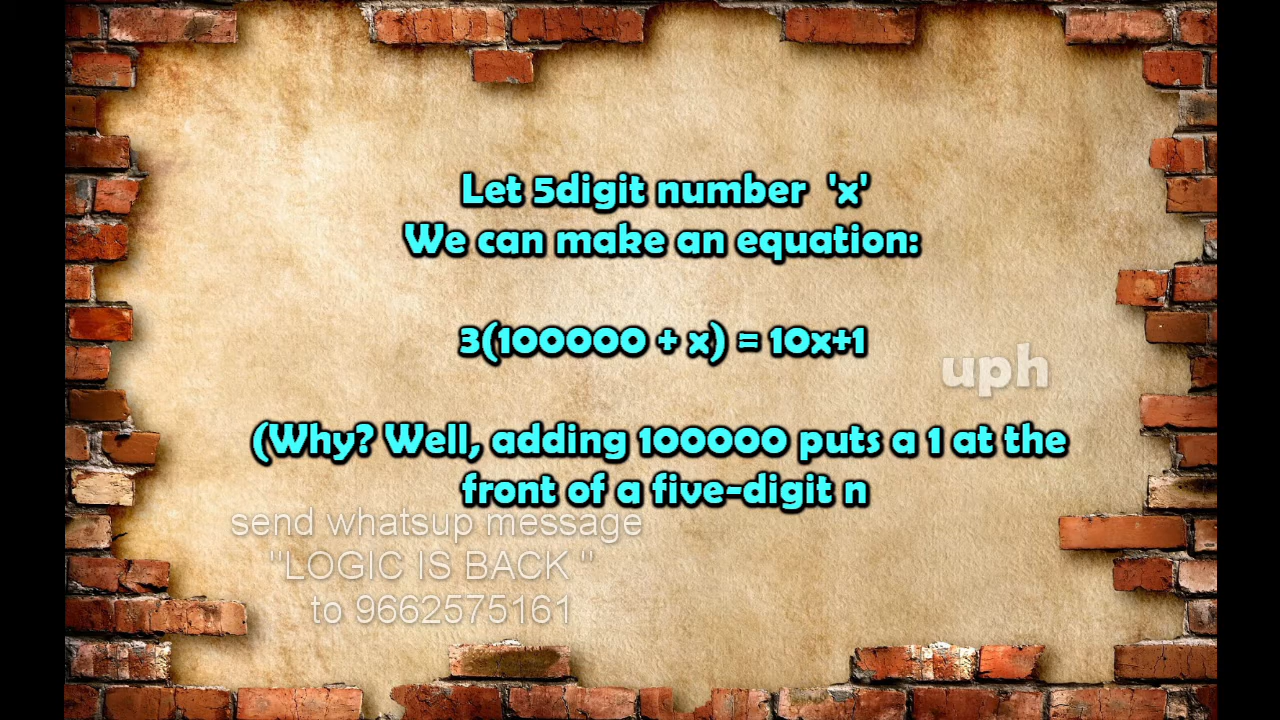 Let 5digit number 'x'
We can make an equation:
3(100000 + x) = 10x+1
uph
(Why? Well, adding 100000 puts a 1 at the
front of a five-digit n
send whatsup message
"LOGIC IS BACK "
to 9662575161